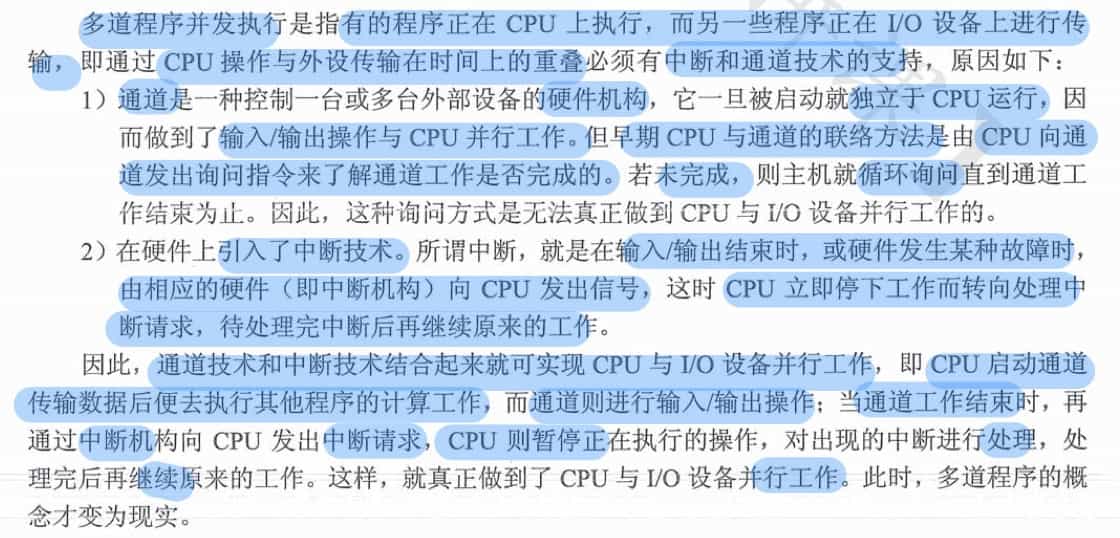 多道程序并发执行是指有的程序正在 CPU 上执行，而另一些程序正在 I/O 设备上进行传
输，即通过 CPU 操作与外设传输在时间上的重叠必须有中断和通道技术的支持，原因如下：
1）通道是一种控制一台或多台外部设备的硬件机构，它一旦被启动就独立于 CPU 运行，因
而做到了输入/输出操作与 CPU 并行工作。但早期 CPU 与通道的联络方法是由 CPU 向通
道发出询问指令来了解通道工作是否完成的。若未完成，则主机就循环询问直到通道工
作结束为止。因此，这种询问方式是无法真正做到 CPU 与 I/O 设备并行工作的。
2）在硬件上引入了中断技术。所谓中断，就是在输入/输出结束时，或硬件发生某种故障时，
由相应的硬件（即中断机构）向 CPU 发出信号，这时 CPU 立即停下工作而转向处理中
断请求，待处理完中断后再继续原来的工作。
因此，通道技术和中断技术结合起来就可实现 CPU 与 I/O 设备并行工作，即 CPU 启动通道
传输数据后便去执行其他程序的计算工作，而通道则进行输入/输出操作；当通道工作结束时，再
通过中断机构向 CPU 发出中断请求，CPU 则暂停正在执行的操作，对出现的中断进行处理，处
理完后再继续原来的工作。这样，就真正做到了 CPU 与 I/O 设备并行工作。此时，多道程序的概
念才变为现实。